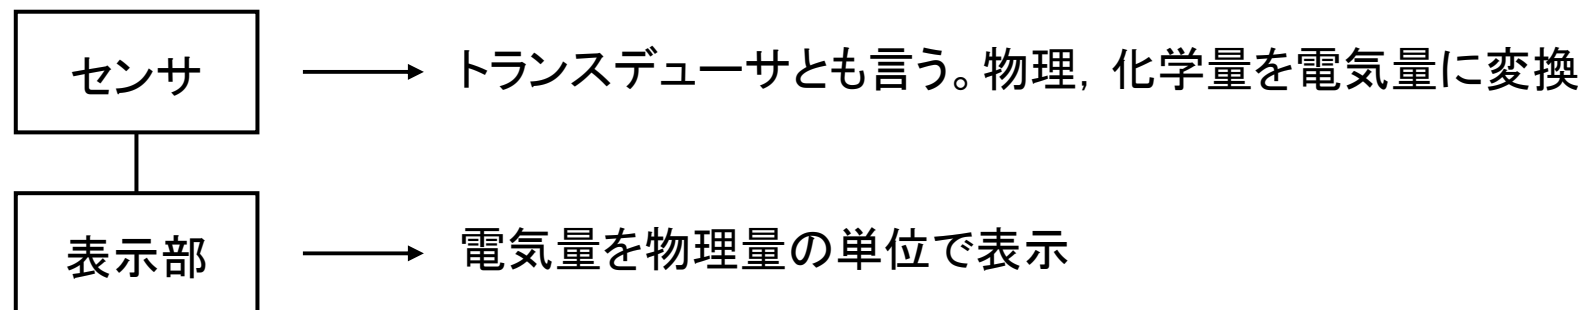 センサ
トランスデューサとも言う。物理，化学量を電気量に変換
表示部
電気量を物理量の単位で表示